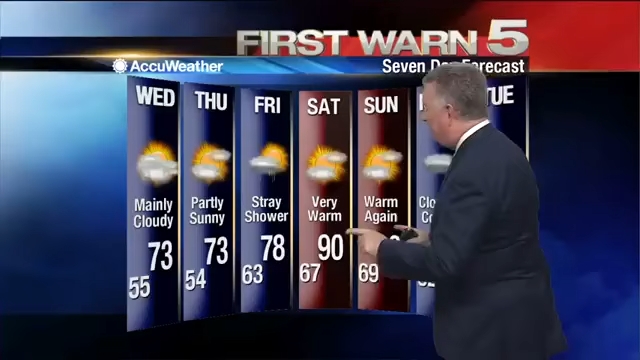 FIRST WARN 5
AccuWeather
Seven Day Forecast
WED
THU
FRI
SAT
SUN
TUE
Mainly
Cloudy
Partly
Sunny
Stray
Shower
Very
Warm
Warm
Again
73
55
73
54
78
63
90
67
69